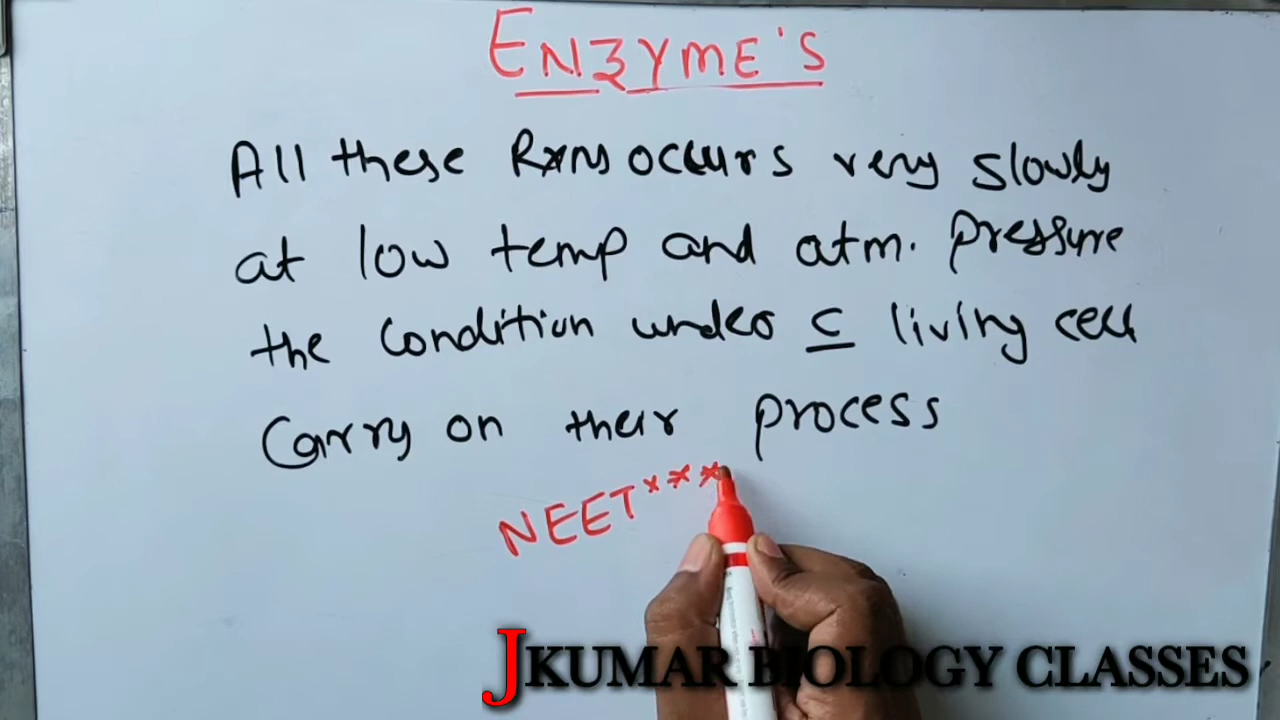 ENZYME'S
All these Rxns occurs very slowly
at low temp and atm. pressure
the condition under c living cell
Carry on their process
NEET***
JKUMAR BIOLOGY CLASSES